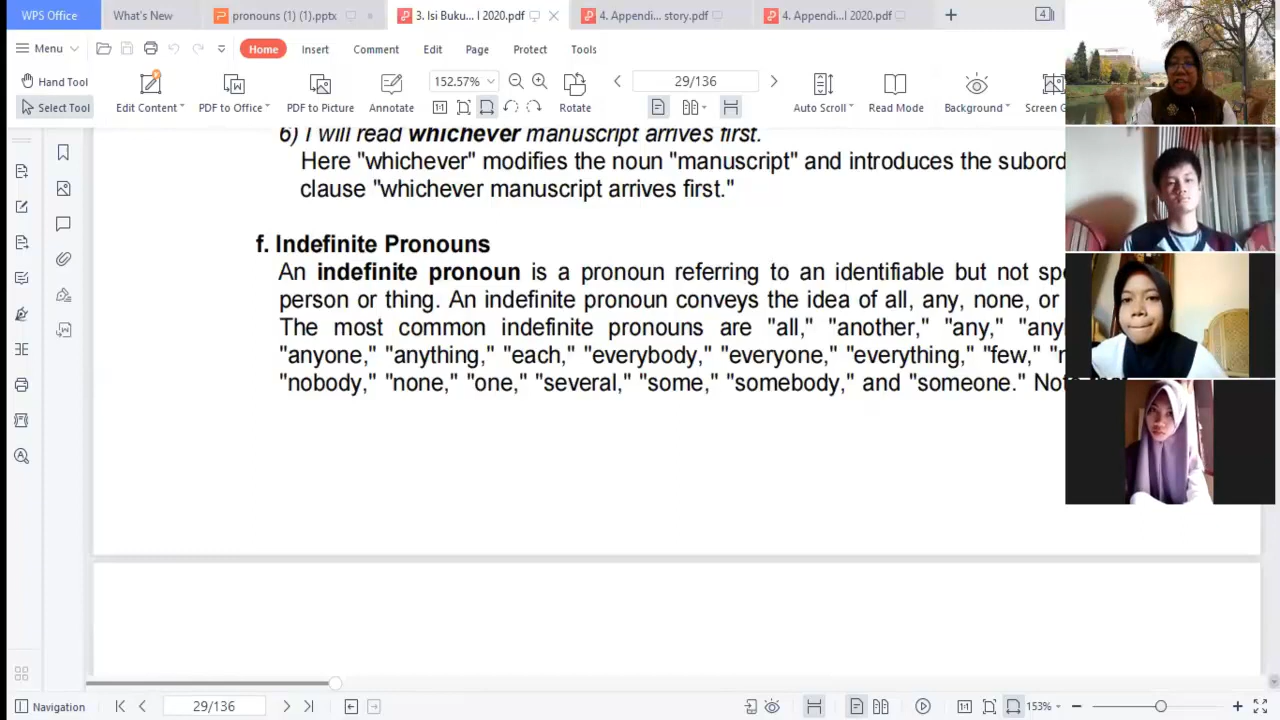 WPS Office What's New pronouns (1) (1).pptx 3. Isi Buku... I 2020.pdf 4. Appendi... story.pdf 4. Appendi...l 2020.pdf + 4
Menu Home Insert Comment Edit Page Protect Tools
Hand Tool 152.57% 29/136
Select Tool Edit Content PDF to Office PDF to Picture Annotate Rotate Auto Scroll Read Mode Background Screen G
6) I will read whichever manuscript arrives first.
Here "whichever" modifies the noun "manuscript" and introduces the subord
clause "whichever manuscript arrives first."
f. Indefinite Pronouns
An indefinite pronoun is a pronoun referring to an identifiable but not spe
person or thing. An indefinite pronoun conveys the idea of all, any, none, or
The most common indefinite pronouns are "all," "another," "any," "any
"anyone," "anything," "each," "everybody," "everyone," "everything," "few,"
"nobody," "none," "one," "several," "some," "somebody," and "someone." Note
Navigation 29/136 153%